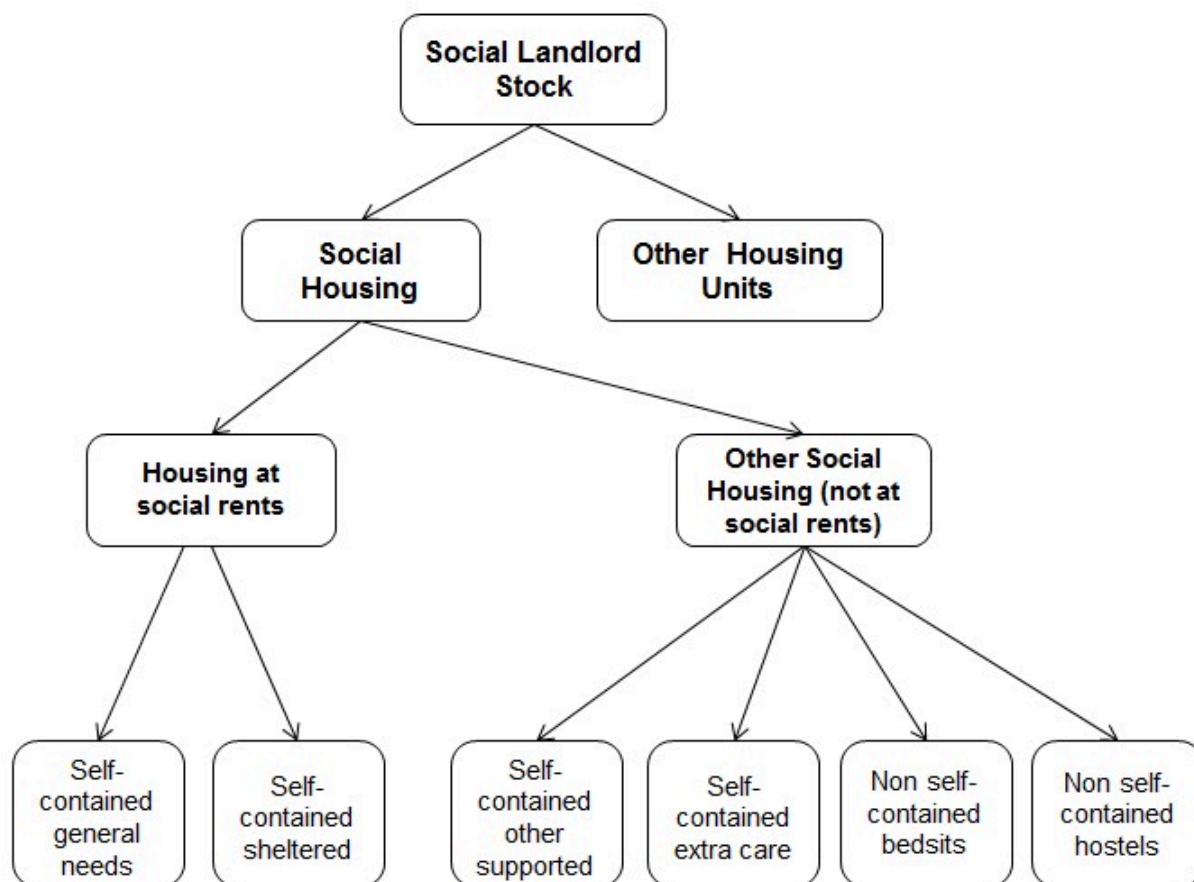 Social Landlord
Stock
Social
Housing
Other Housing
Units
Housing at
social rents
Other Social
Housing (not at
social rents)
Self-
contained
general
needs
Self-
contained
sheltered
Self-
contained
other
supported
Self-
contained
extra care
Non self-
contained
bedsits
Non self-
contained
hostels